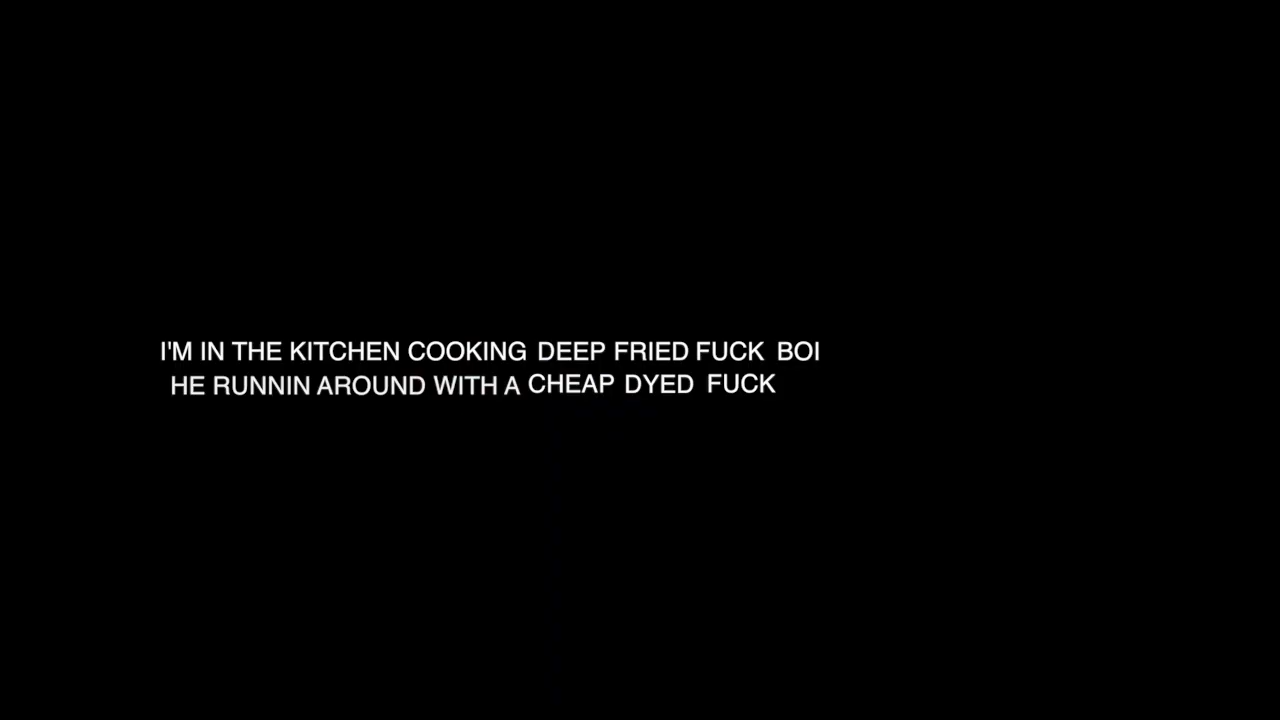 I'M IN THE KITCHEN COOKING DEEP FRIED FUCK BOI
HE RUNNIN AROUND WITH A CHEAP DYED FUCK